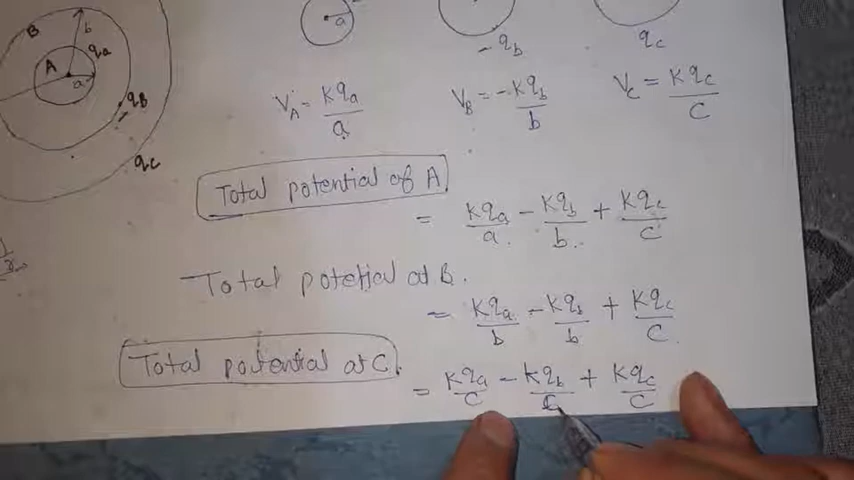 B
b
qa
A
a
qB
-
qc
a
- qb
qc
VA = Kqa/a
VB = -Kqb/b
VC = Kqc/C
Total potential of A
= Kqa/a - Kqb/b + Kqc/C
Total potetial at B.
= Kqa/b - Kqb/b + Kqc/C
Total potential at C.
= Kqa/C - Kqb/C + Kqc/C